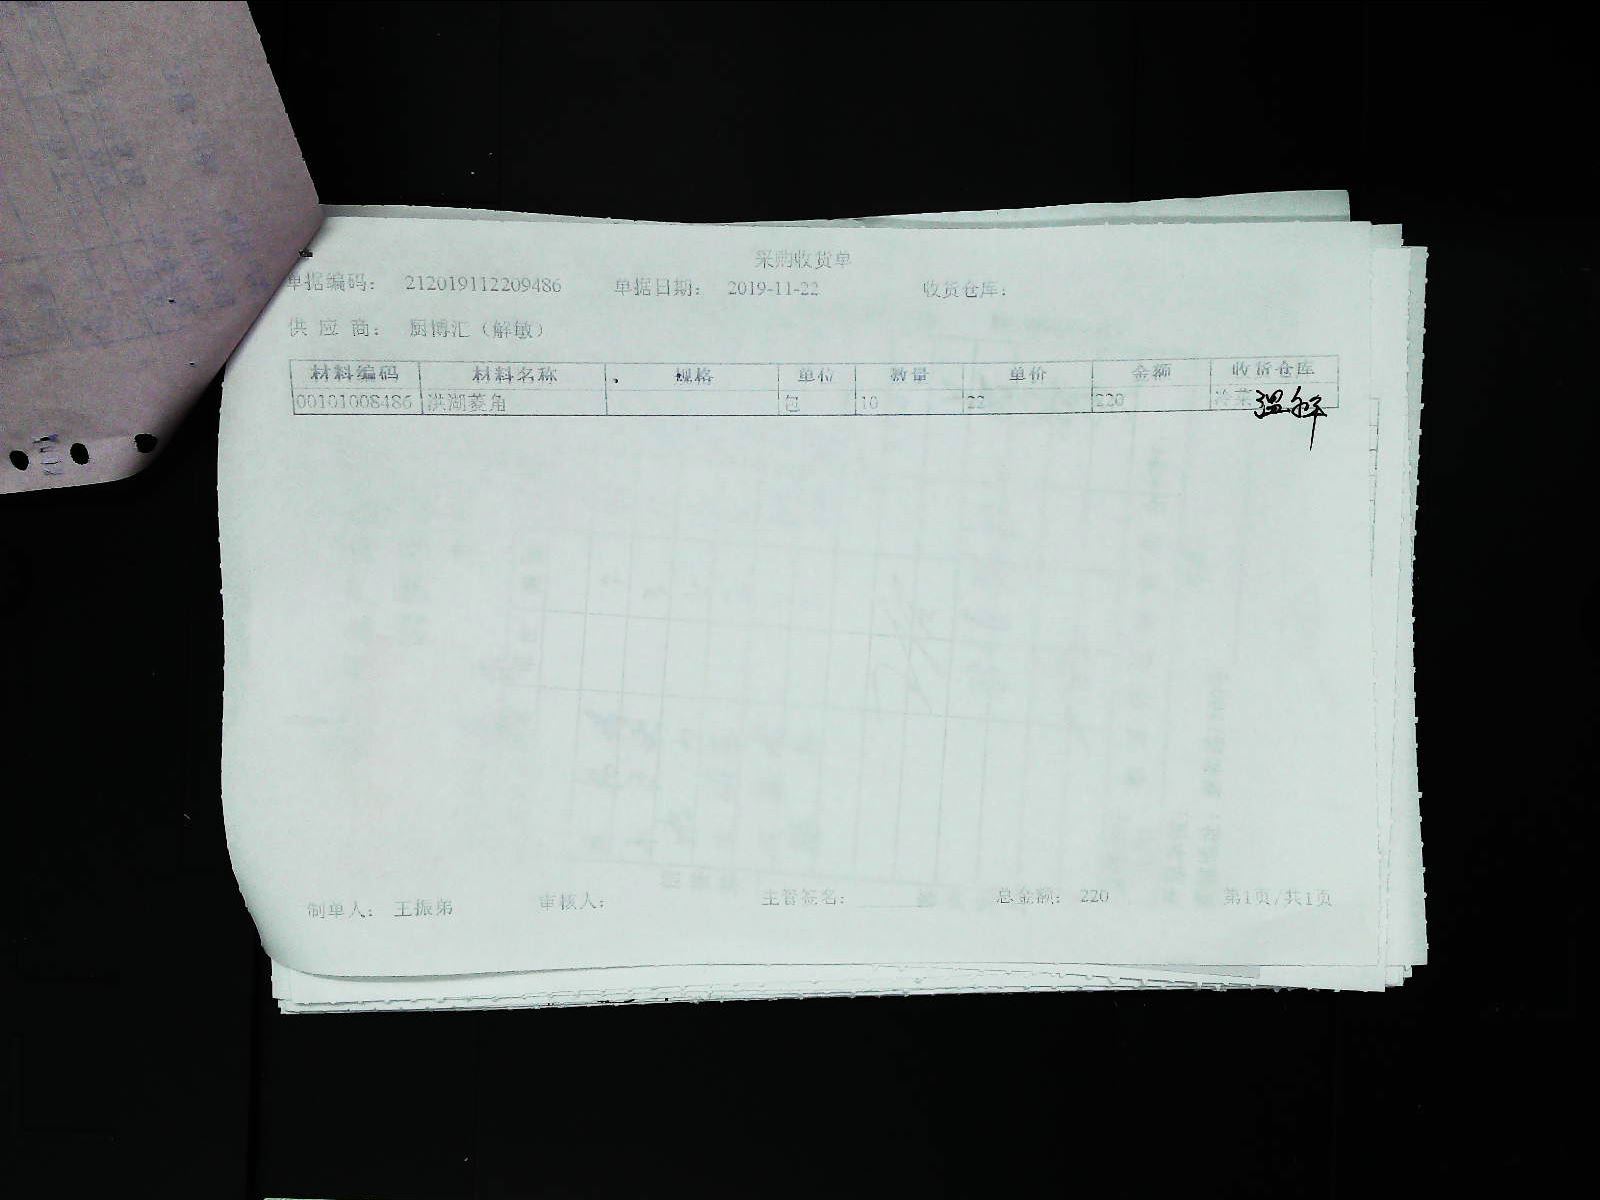 采购收货单
单据编码： 212019112209486 单据日期： 2019-11-22 收货仓库：
供 应 商： 厨博汇（解敏）
材料编码 材料名称 规格 单位 数量 单价 金额 收货仓库
00101008486 洪湖菱角 包 10 22 220 冷菜
制单人： 王振弟 审核人： 主管签名： 总金额： 220 第1页/共1页